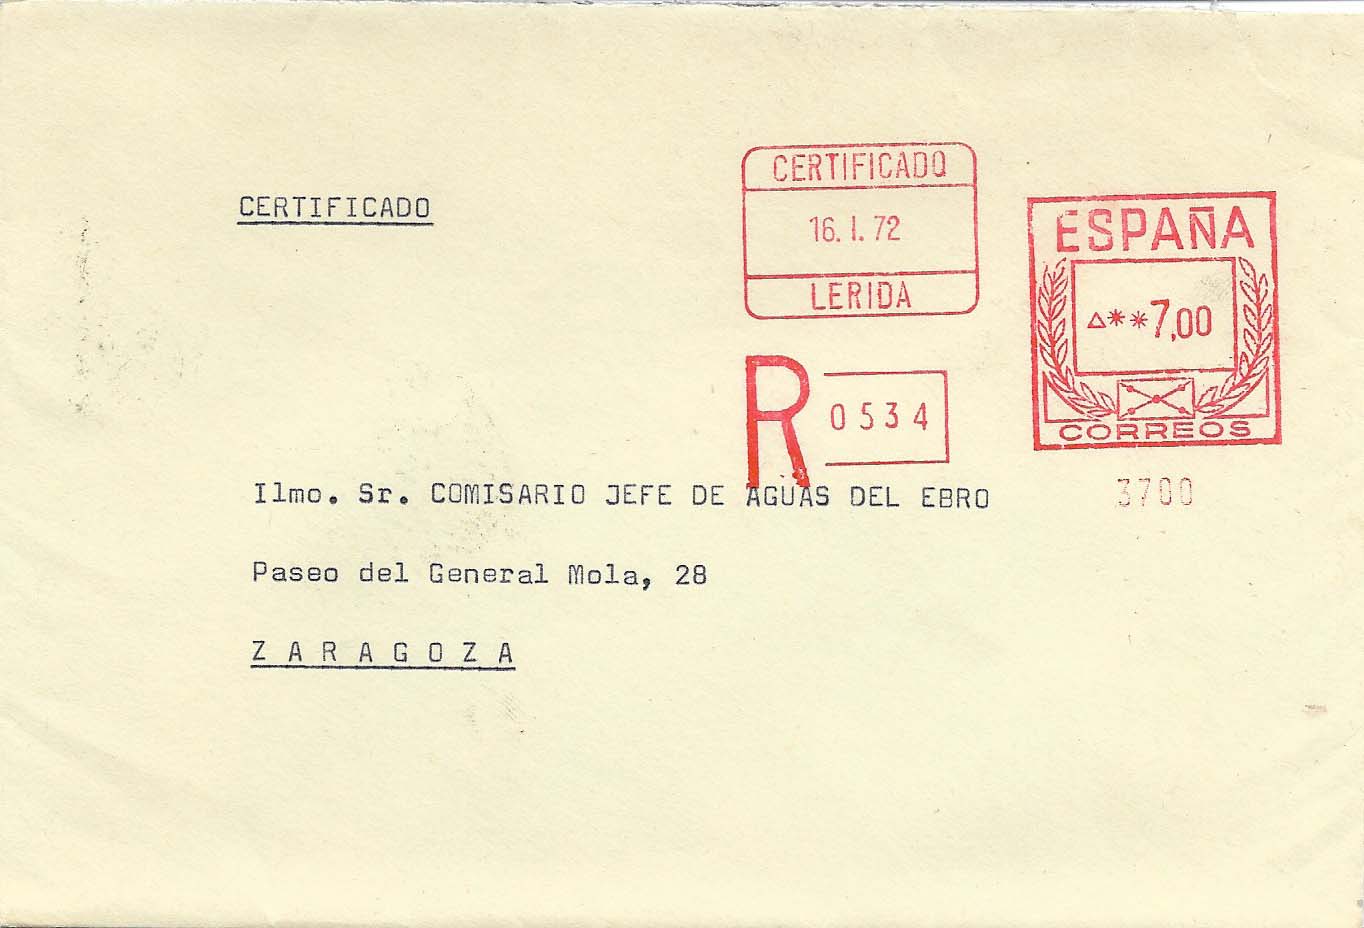 CERTIFICADO
CERTIFICADO
16. I. 72
LERIDA
ESPAÑA
△**7,00
CORREOS
3700
R 0534
Ilmo. Sr. COMISARIO JEFE DE AGUAS DEL EBRO
Paseo del General Mola, 28
ZARAGOZA